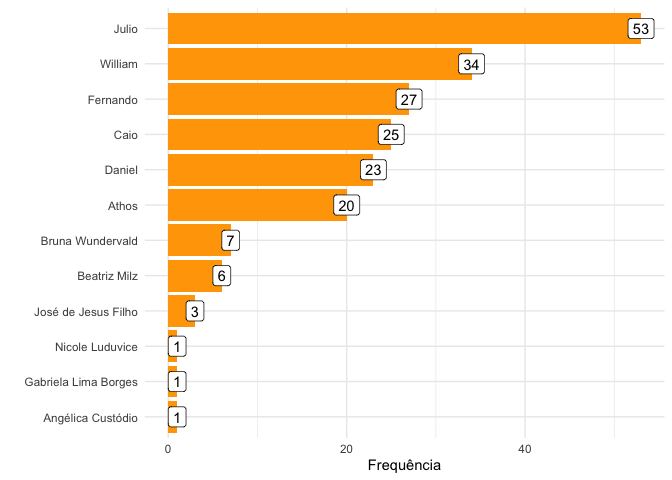 Julio 53
William 34
Fernando 27
Caio 25
Daniel 23
Athos 20
Bruna Wundervald 7
Beatriz Milz 6
José de Jesus Filho 3
Nicole Luduvice 1
Gabriela Lima Borges 1
Angélica Custódio 1
0 20 40
Frequência